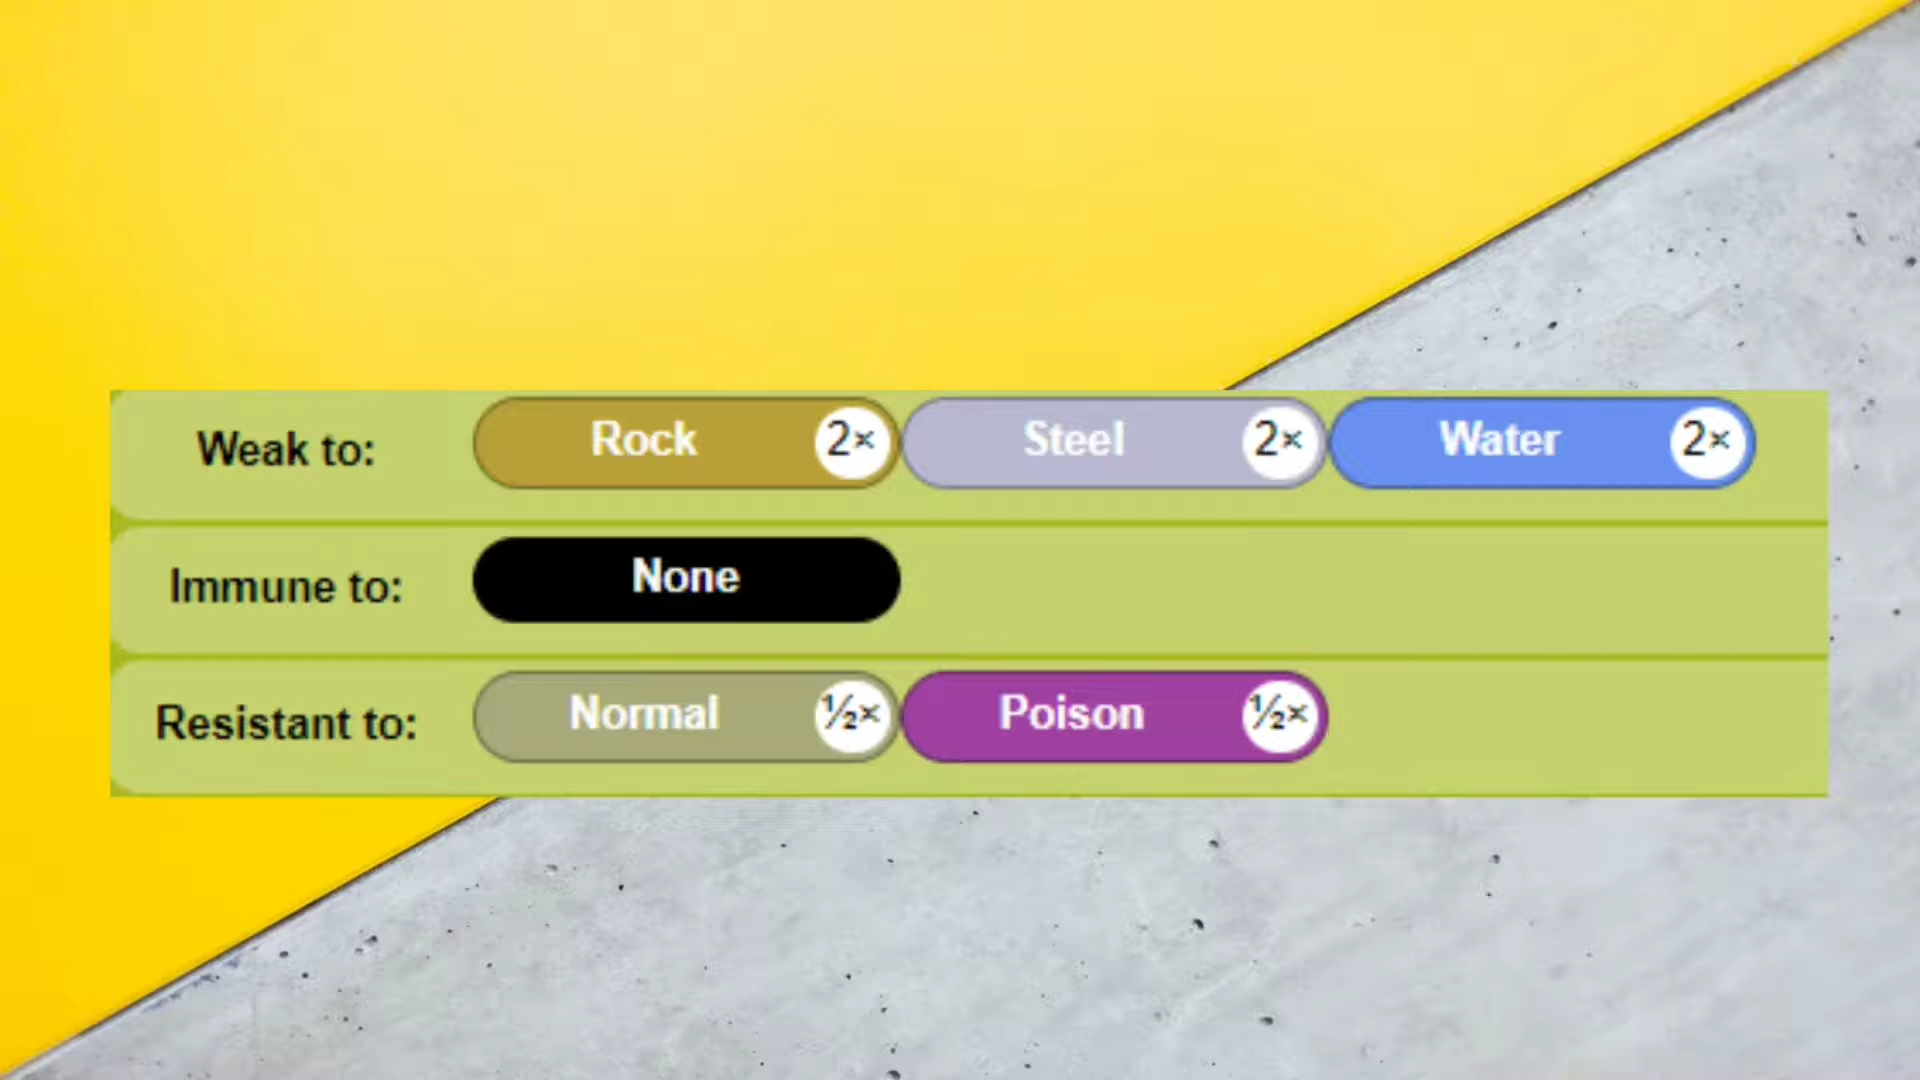 Weak to: Rock 2× Steel 2× Water 2×
Immune to: None
Resistant to: Normal ½× Poison ½×